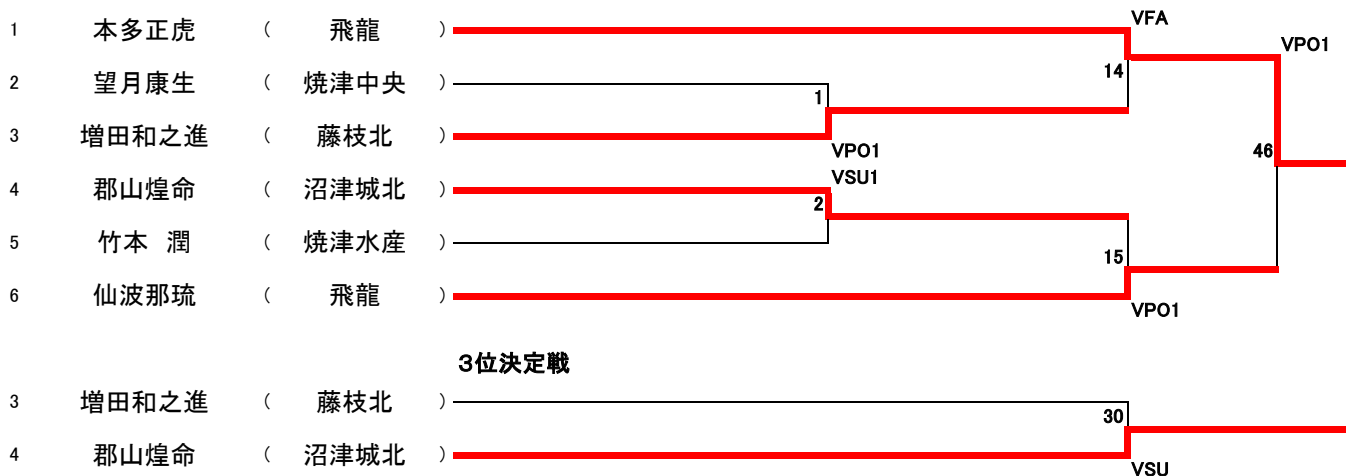 VFA
1 本多正虎 ( 飛龍 )
VPO1
14
2 望月康生 ( 焼津中央 )
1
3 増田和之進 ( 藤枝北 )
VPO1
46
VSU1
4 郡山煌命 ( 沼津城北 )
2
5 竹本 潤 ( 焼津水産 )
15
6 仙波那琉 ( 飛龍 )
VPO1
3位決定戦
3 増田和之進 ( 藤枝北 )
30
4 郡山煌命 ( 沼津城北 )
VSU